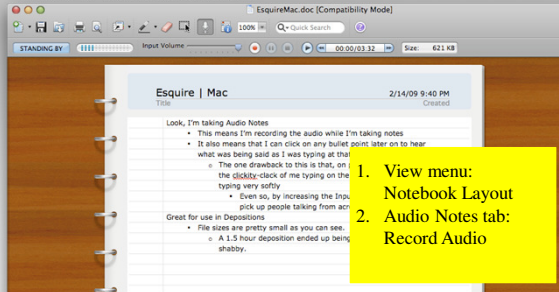 EsquireMac.doc [Compatibility Mode]
100%
Quick Search
STANDING BY
Input Volume
00:00/03:32
Size: 621 KB
Esquire | Mac
2/14/09 9:40 PM
Title
Created
Look, I'm taking Audio Notes
• This means I'm recording the audio while I'm taking notes
• It also means that I can click on any bullet point later on to hear
what was being said as I was typing at that
o The one drawback to this is that, on
the clickity-clack of me typing on the
typing very softly
• Even so, by increasing the Inpu
pick up people talking from acr
Great for use in Depositions
• File sizes are pretty small as you can see.
o A 1.5 hour deposition ended up being
shabby.
1. View menu:
Notebook Layout
2. Audio Notes tab:
Record Audio